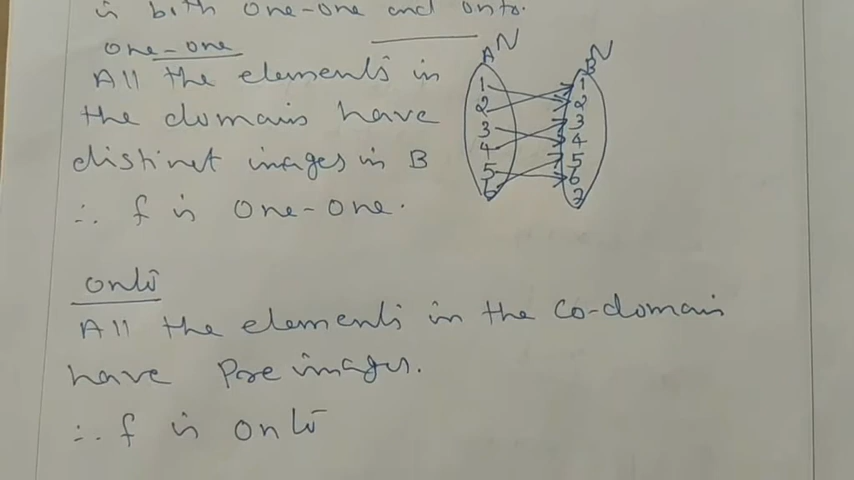 is both one-one and onto.
one-one
All the elements in
the domain have
distinct images in B
∴ f is one-one.
A N
1
2
3
4
5
6
B N
1
2
3
4
5
6
7
onto
All the elements in the co-domain
have Pre images.
∴ f is onto